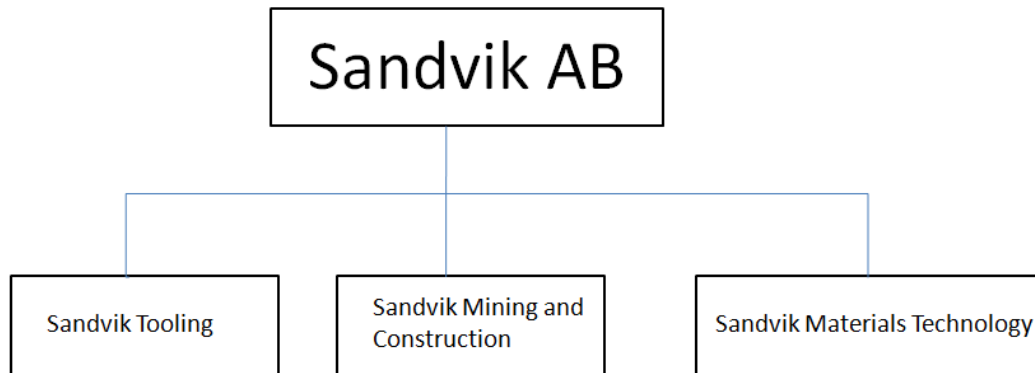 Sandvik AB
Sandvik Tooling
Sandvik Mining and
Construction
Sandvik Materials Technology